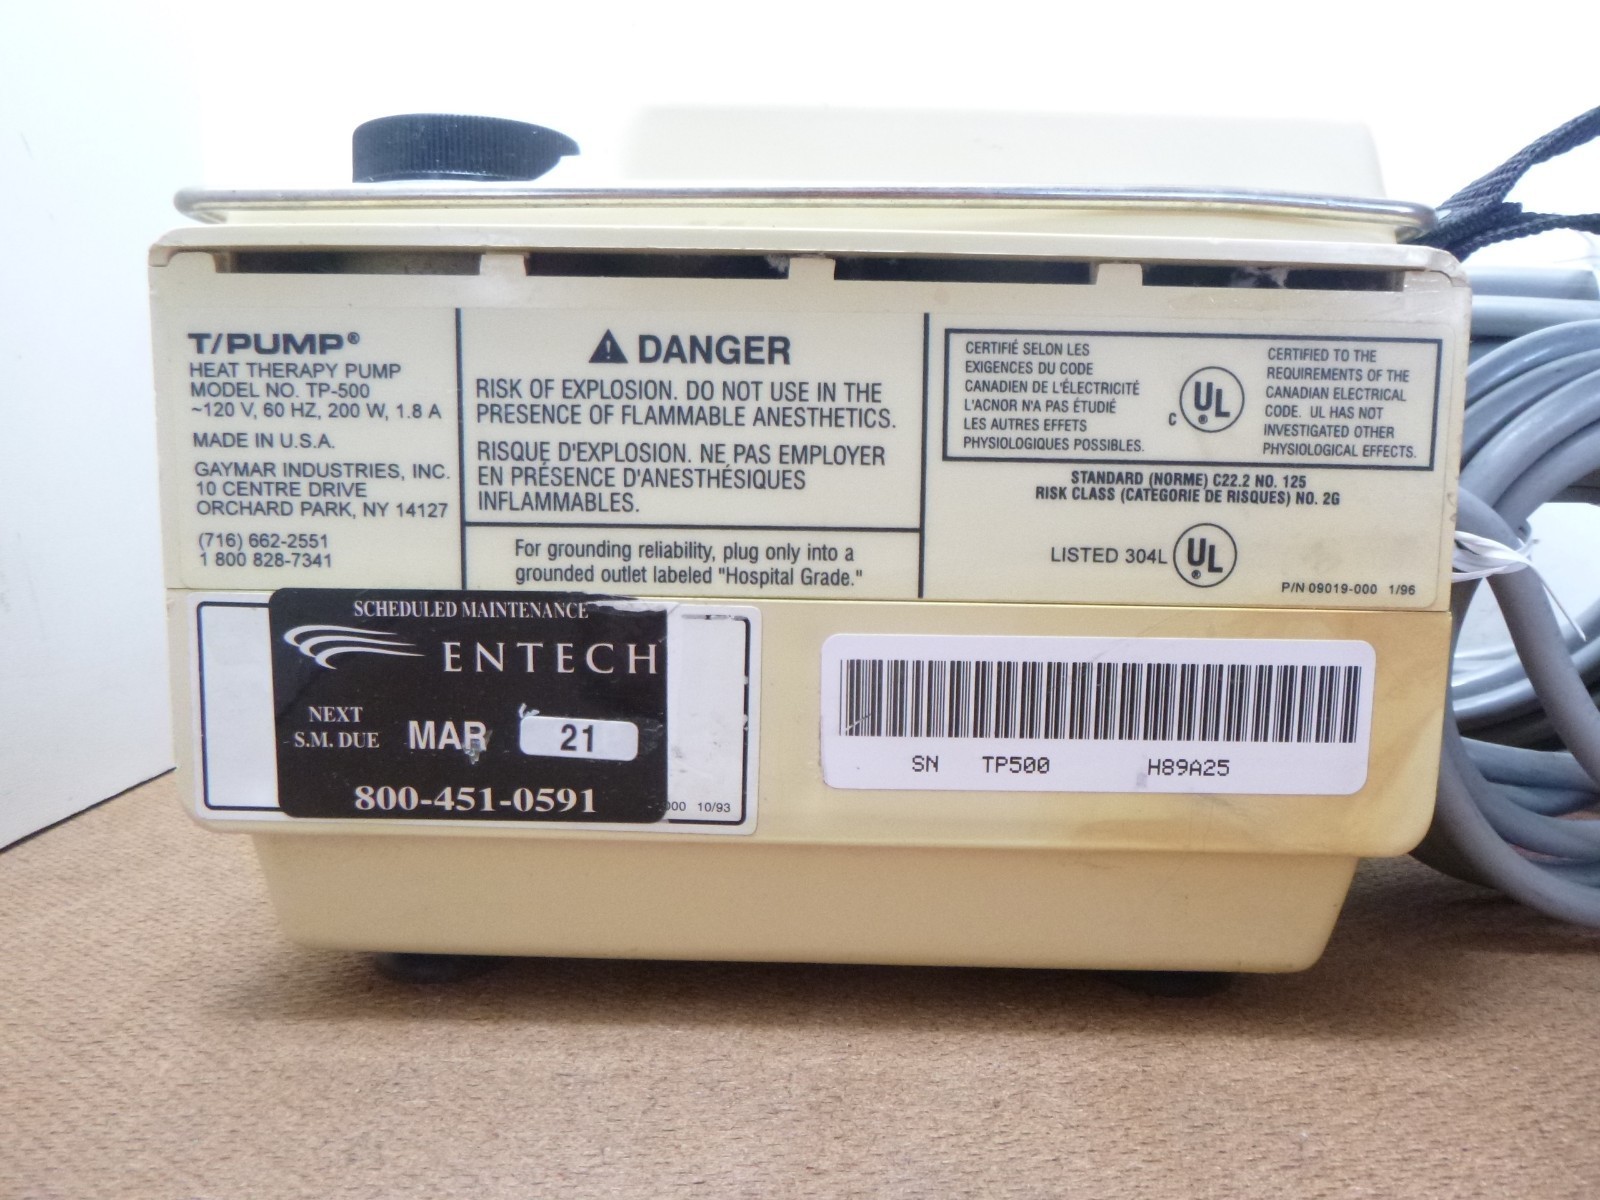 T/PUMP®
HEAT THERAPY PUMP
MODEL NO. TP-500
~120 V, 60 HZ, 200 W, 1.8 A
MADE IN U.S.A.
GAYMAR INDUSTRIES, INC.
10 CENTRE DRIVE
ORCHARD PARK, NY 14127
(716) 662-2551
1 800 828-7341
DANGER
RISK OF EXPLOSION. DO NOT USE IN THE
PRESENCE OF FLAMMABLE ANESTHETICS.
RISQUE D'EXPLOSION. NE PAS EMPLOYER
EN PRÉSENCE D'ANESTHÉSIQUES
INFLAMMABLES.
For grounding reliability, plug only into a
grounded outlet labeled "Hospital Grade."
CERTIFIÉ SELON LES
EXIGENCES DU CODE
CANADIEN DE L'ÉLECTRICITÉ
L'ACNOR N'A PAS ÉTUDIÉ
LES AUTRES EFFETS
PHYSIOLOGIQUES POSSIBLES.
C UL ®
CERTIFIED TO THE
REQUIREMENTS OF THE
CANADIAN ELECTRICAL
CODE. UL HAS NOT
INVESTIGATED OTHER
PHYSIOLOGICAL EFFECTS.
STANDARD (NORME) C22.2 NO. 125
RISK CLASS (CATÉGORIE DE RISQUES) NO. 2G
LISTED 304L UL ®
P/N 09019-000 1/96
SCHEDULED MAINTENANCE
ENTECH
NEXT
S.M. DUE MAR 21
800-451-0591
000 10/93
SN TP500 H89A25